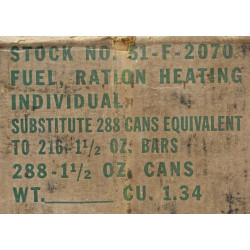 STOCK NO. 51-F-2070
FUEL, RATION HEATING
INDIVIDUAL,
SUBSTITUTE 288 CANS EQUIVALENT
TO 216-1½ OZ. BARS
288-1½ OZ. CANS
WT.______ CU. 1.34